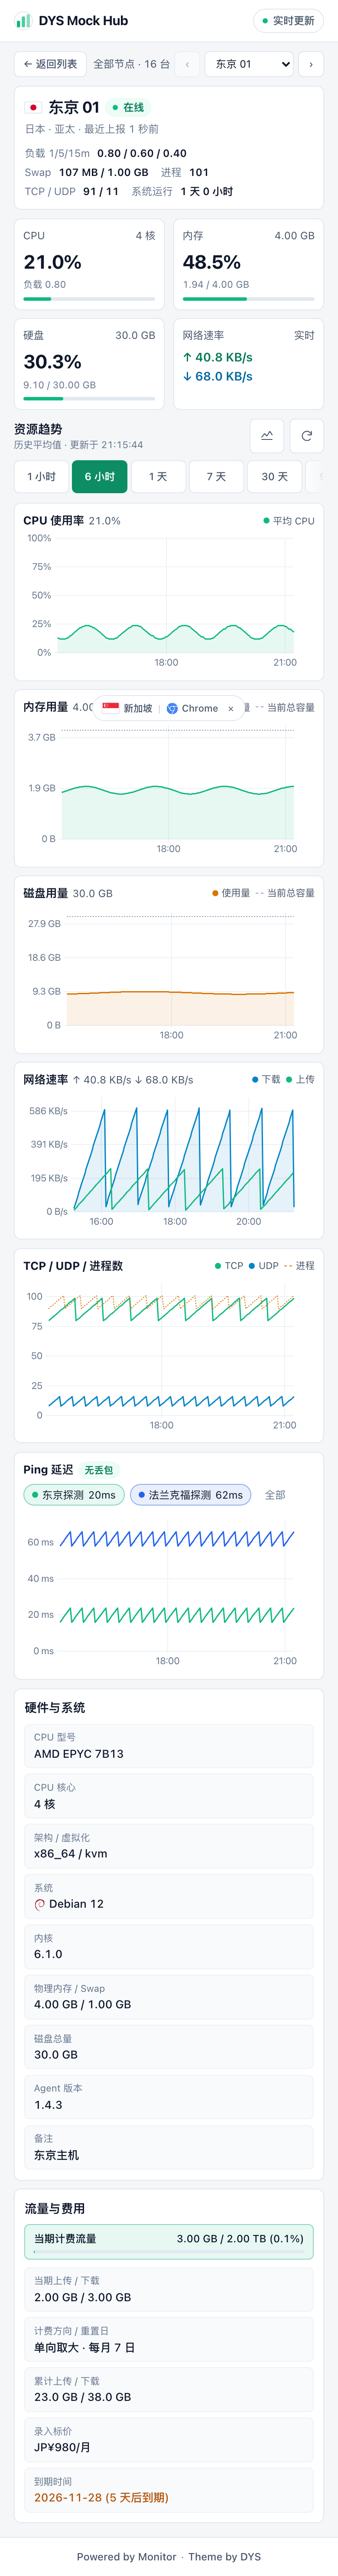 DYS Mock Hub
实时更新
← 返回列表 全部节点 · 16 台 ‹ 东京 01 ›
东京 01 在线
日本 · 亚太 · 最近上报 1 秒前
负载 1/5/15m 0.80 / 0.60 / 0.40
Swap 107 MB / 1.00 GB 进程 101
TCP / UDP 91 / 11 系统运行 1 天 0 小时
CPU 4 核
21.0%
负载 0.80
内存 4.00 GB
48.5%
1.94 / 4.00 GB
硬盘 30.0 GB
30.3%
9.10 / 30.00 GB
网络速率 实时
↑ 40.8 KB/s
↓ 68.0 KB/s
资源趋势
历史平均值 · 更新于 21:15:44
1 小时 6 小时 1 天 7 天 30 天
CPU 使用率 21.0% 平均 CPU
100%
75%
50%
25%
0%
18:00 21:00
内存用量 4.00 当前总容量
新加坡 | Chrome ×
3.7 GB
1.9 GB
0 B
18:00 21:00
磁盘用量 30.0 GB 使用量 当前总容量
27.9 GB
18.6 GB
9.3 GB
0 B
18:00 21:00
网络速率 ↑ 40.8 KB/s ↓ 68.0 KB/s 下载 上传
586 KB/s
391 KB/s
195 KB/s
0 B/s
16:00 18:00 20:00
TCP / UDP / 进程数 TCP UDP 进程
100
75
50
25
0
18:00 21:00
Ping 延迟 无丢包
东京探测 20ms 法兰克福探测 62ms 全部
60 ms
40 ms
20 ms
0 ms
18:00 21:00
硬件与系统
CPU 型号
AMD EPYC 7B13
CPU 核心
4 核
架构 / 虚拟化
x86_64 / kvm
系统
Debian 12
内核
6.1.0
物理内存 / Swap
4.00 GB / 1.00 GB
磁盘总量
30.0 GB
Agent 版本
1.4.3
备注
东京主机
流量与费用
当期计费流量 3.00 GB / 2.00 TB (0.1%)
当期上传 / 下载
2.00 GB / 3.00 GB
计费方向 / 重置日
单向取大 · 每月 7 日
累计上传 / 下载
23.0 GB / 38.0 GB
录入标价
JP¥980/月
到期时间
2026-11-28 (5 天后到期)
Powered by Monitor · Theme by DYS